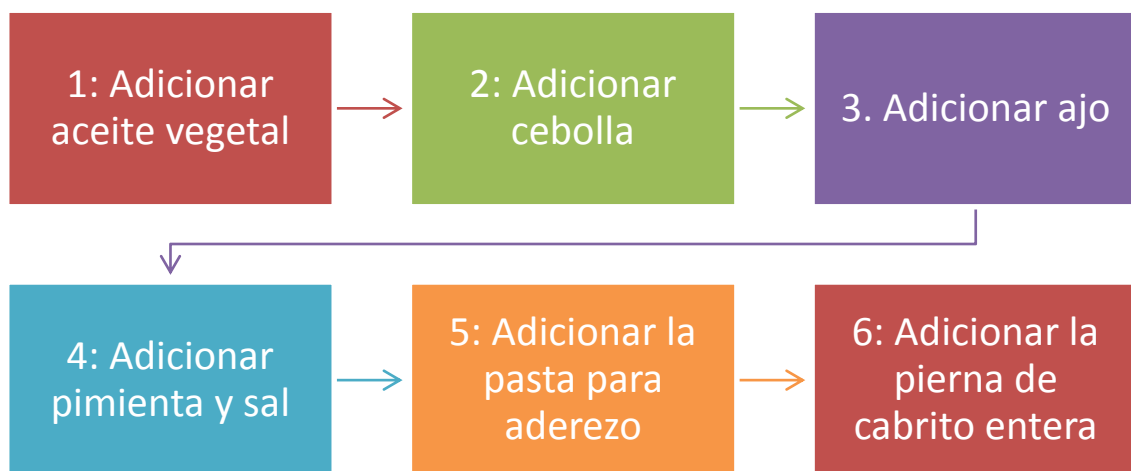 1: Adicionar
aceite vegetal
2: Adicionar
cebolla
3. Adicionar ajo
4: Adicionar
pimienta y sal
5: Adicionar la
pasta para
aderezo
6: Adicionar la
pierna de
cabrito entera